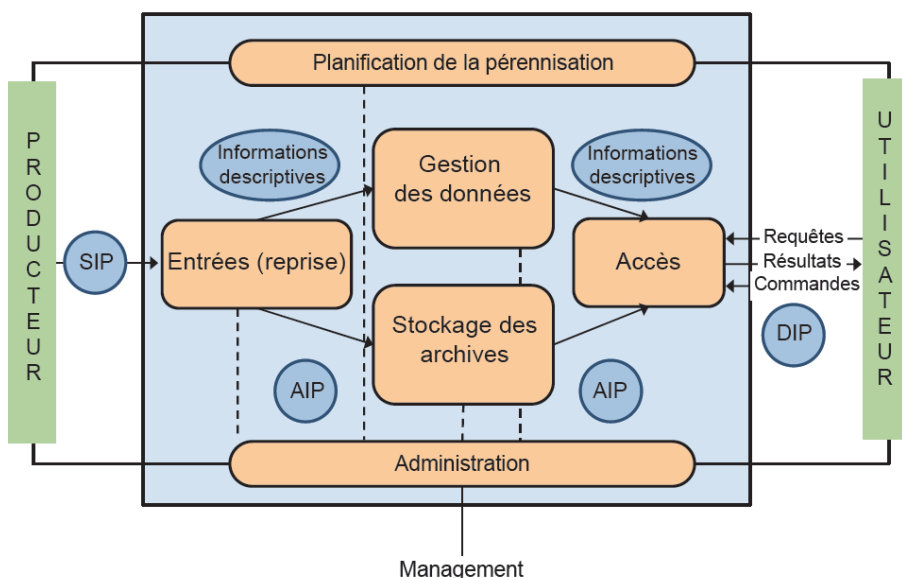 Planification de la pérennisation
PRODUCTEUR
UTILISATEUR
Informations
descriptives
Gestion
des données
Informations
descriptives
SIP
Entrées (reprise)
Accès
Requêtes
Résultats
Commandes
Stockage des
archives
DIP
AIP
AIP
Administration
Management